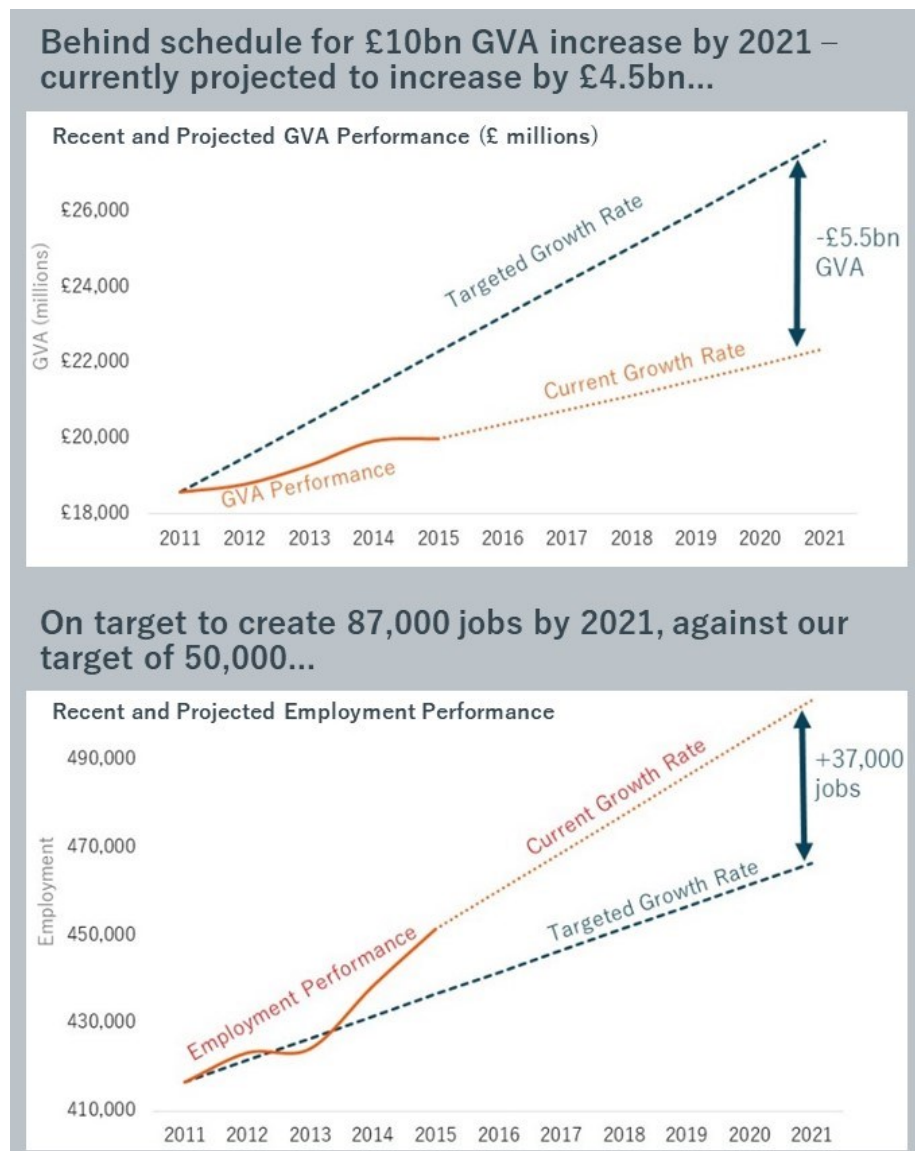 Behind schedule for £10bn GVA increase by 2021 –
currently projected to increase by £4.5bn...
Recent and Projected GVA Performance (£ millions)
£26,000
£24,000
£22,000
£20,000
£18,000
GVA (millions)
Targeted Growth Rate
-£5.5bn
GVA
Current Growth Rate
GVA Performance
2011 2012 2013 2014 2015 2016 2017 2018 2019 2020 2021
On target to create 87,000 jobs by 2021, against our
target of 50,000...
Recent and Projected Employment Performance
490,000
470,000
450,000
430,000
410,000
Employment
Current Growth Rate
+37,000
jobs
Targeted Growth Rate
Employment Performance
2011 2012 2013 2014 2015 2016 2017 2018 2019 2020 2021